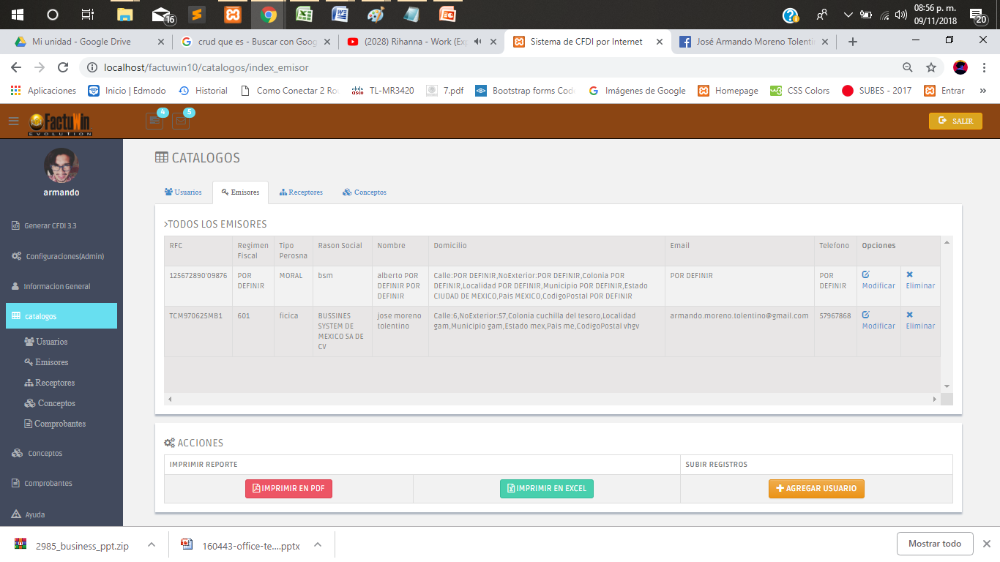 16
08:56 p. m.
09/11/2018
20
Mi unidad - Google Drive
crud que es - Buscar con Goog
(2028) Rihanna - Work (Exp
Sistema de CFDI por Internet
José Armando Moreno Tolenti
localhost/factuwin10/catalogos/index_emisor
Aplicaciones
Inicio | Edmodo
Historial
Como Conectar 2 Rou
TL-MR3420
7.pdf
Bootstrap forms Cod
Imágenes de Google
Homepage
CSS Colors
SUBES - 2017
Entrar
»
FactuWin
EVOLUTION
4
5
SALIR
armando
Generar CFDI 3.3
Configuraciones(Admin)
Informacion General
catalogos
Usuarios
Emisores
Receptores
Conceptos
Comprobantes
Conceptos
Comprobantes
Ayuda
CATALOGOS
Usuarios
Emisores
Receptores
Conceptos
>TODOS LOS EMISORES
RFC
Regimen
Fiscal
Tipo
Perosna
Rason Social
Nombre
Domicilio
Email
Telefono
Opciones
125672890'09876
POR
DEFINIR
MORAL
bsm
alberto POR
DEFINIR POR
DEFINIR
Calle:POR DEFINIR,NoExterior:POR DEFINIR,Colonia POR
DEFINIR,Localidad POR DEFINIR,Municipio POR DEFINIR,Estado
CIUDAD DE MEXICO,Pais MEXICO,CodigoPostal POR DEFINIR
POR DEFINIR
POR
DEFINIR
Modificar
Eliminar
TCM970625MB1
601
ficica
BUSSINES
SYSTEM DE
MEXICO SA DE
CV
jose moreno
tolentino
Calle:6,NoExterior:57,Colonia cuchilla del tesoro,Localidad
gam,Municipio gam,Estado mex,Pais me,CodigoPostal vhgv
armando.moreno.tolentino@gmail.com
57967868
Modificar
Eliminar
ACCIONES
IMPRIMIR REPORTE
SUBIR REGISTROS
IMPRIMIR EN PDF
IMPRIMIR EN EXCEL
AGREGAR USUARIO
2985_business_ppt.zip
160443-office-te....pptx
Mostrar todo